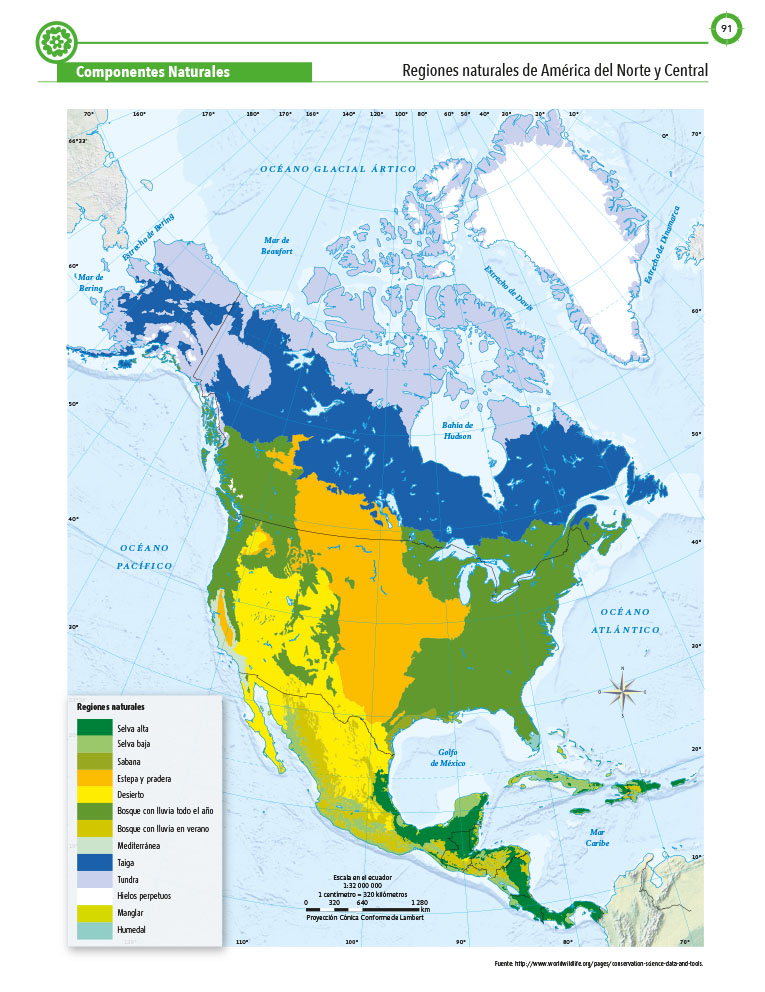 91
Componentes Naturales
Regiones naturales de América del Norte y Central
70° 160° 170° 180° 170° 160° 140° 120° 100° 80° 60° 50° 40° 30° 20° 10°
0° 70°
66°33'
OCÉANO GLACIAL ÁRTICO
Estrecho de Bering
Mar de
Beaufort
Estrecho de Dinamarca
60°
Mar de
Bering
Estrecho de Davis
60°
50°
Bahía de
Hudson
50°
40°
40°
OCÉANO
PACÍFICO
OCÉANO
ATLÁNTICO
30°
30°
N
O E
S
20°
Golfo
de México
Mar
Caribe
10°
Regiones naturales
Selva alta
Selva baja
Sabana
Estepa y pradera
Desierto
Bosque con lluvia todo el año
Bosque con lluvia en verano
Mediterránea
Taiga
Tundra
Hielos perpetuos
Manglar
Humedal
Escala en el ecuador
1:32 000 000
1 centímetro = 320 kilómetros
0 320 640 1 280
km
Proyección Cónica Conforme de Lambert
120° 110° 100° 90° 80° 70°
Fuente: http://www.worldwildlife.org/pages/conservation-science-data-and-tools.